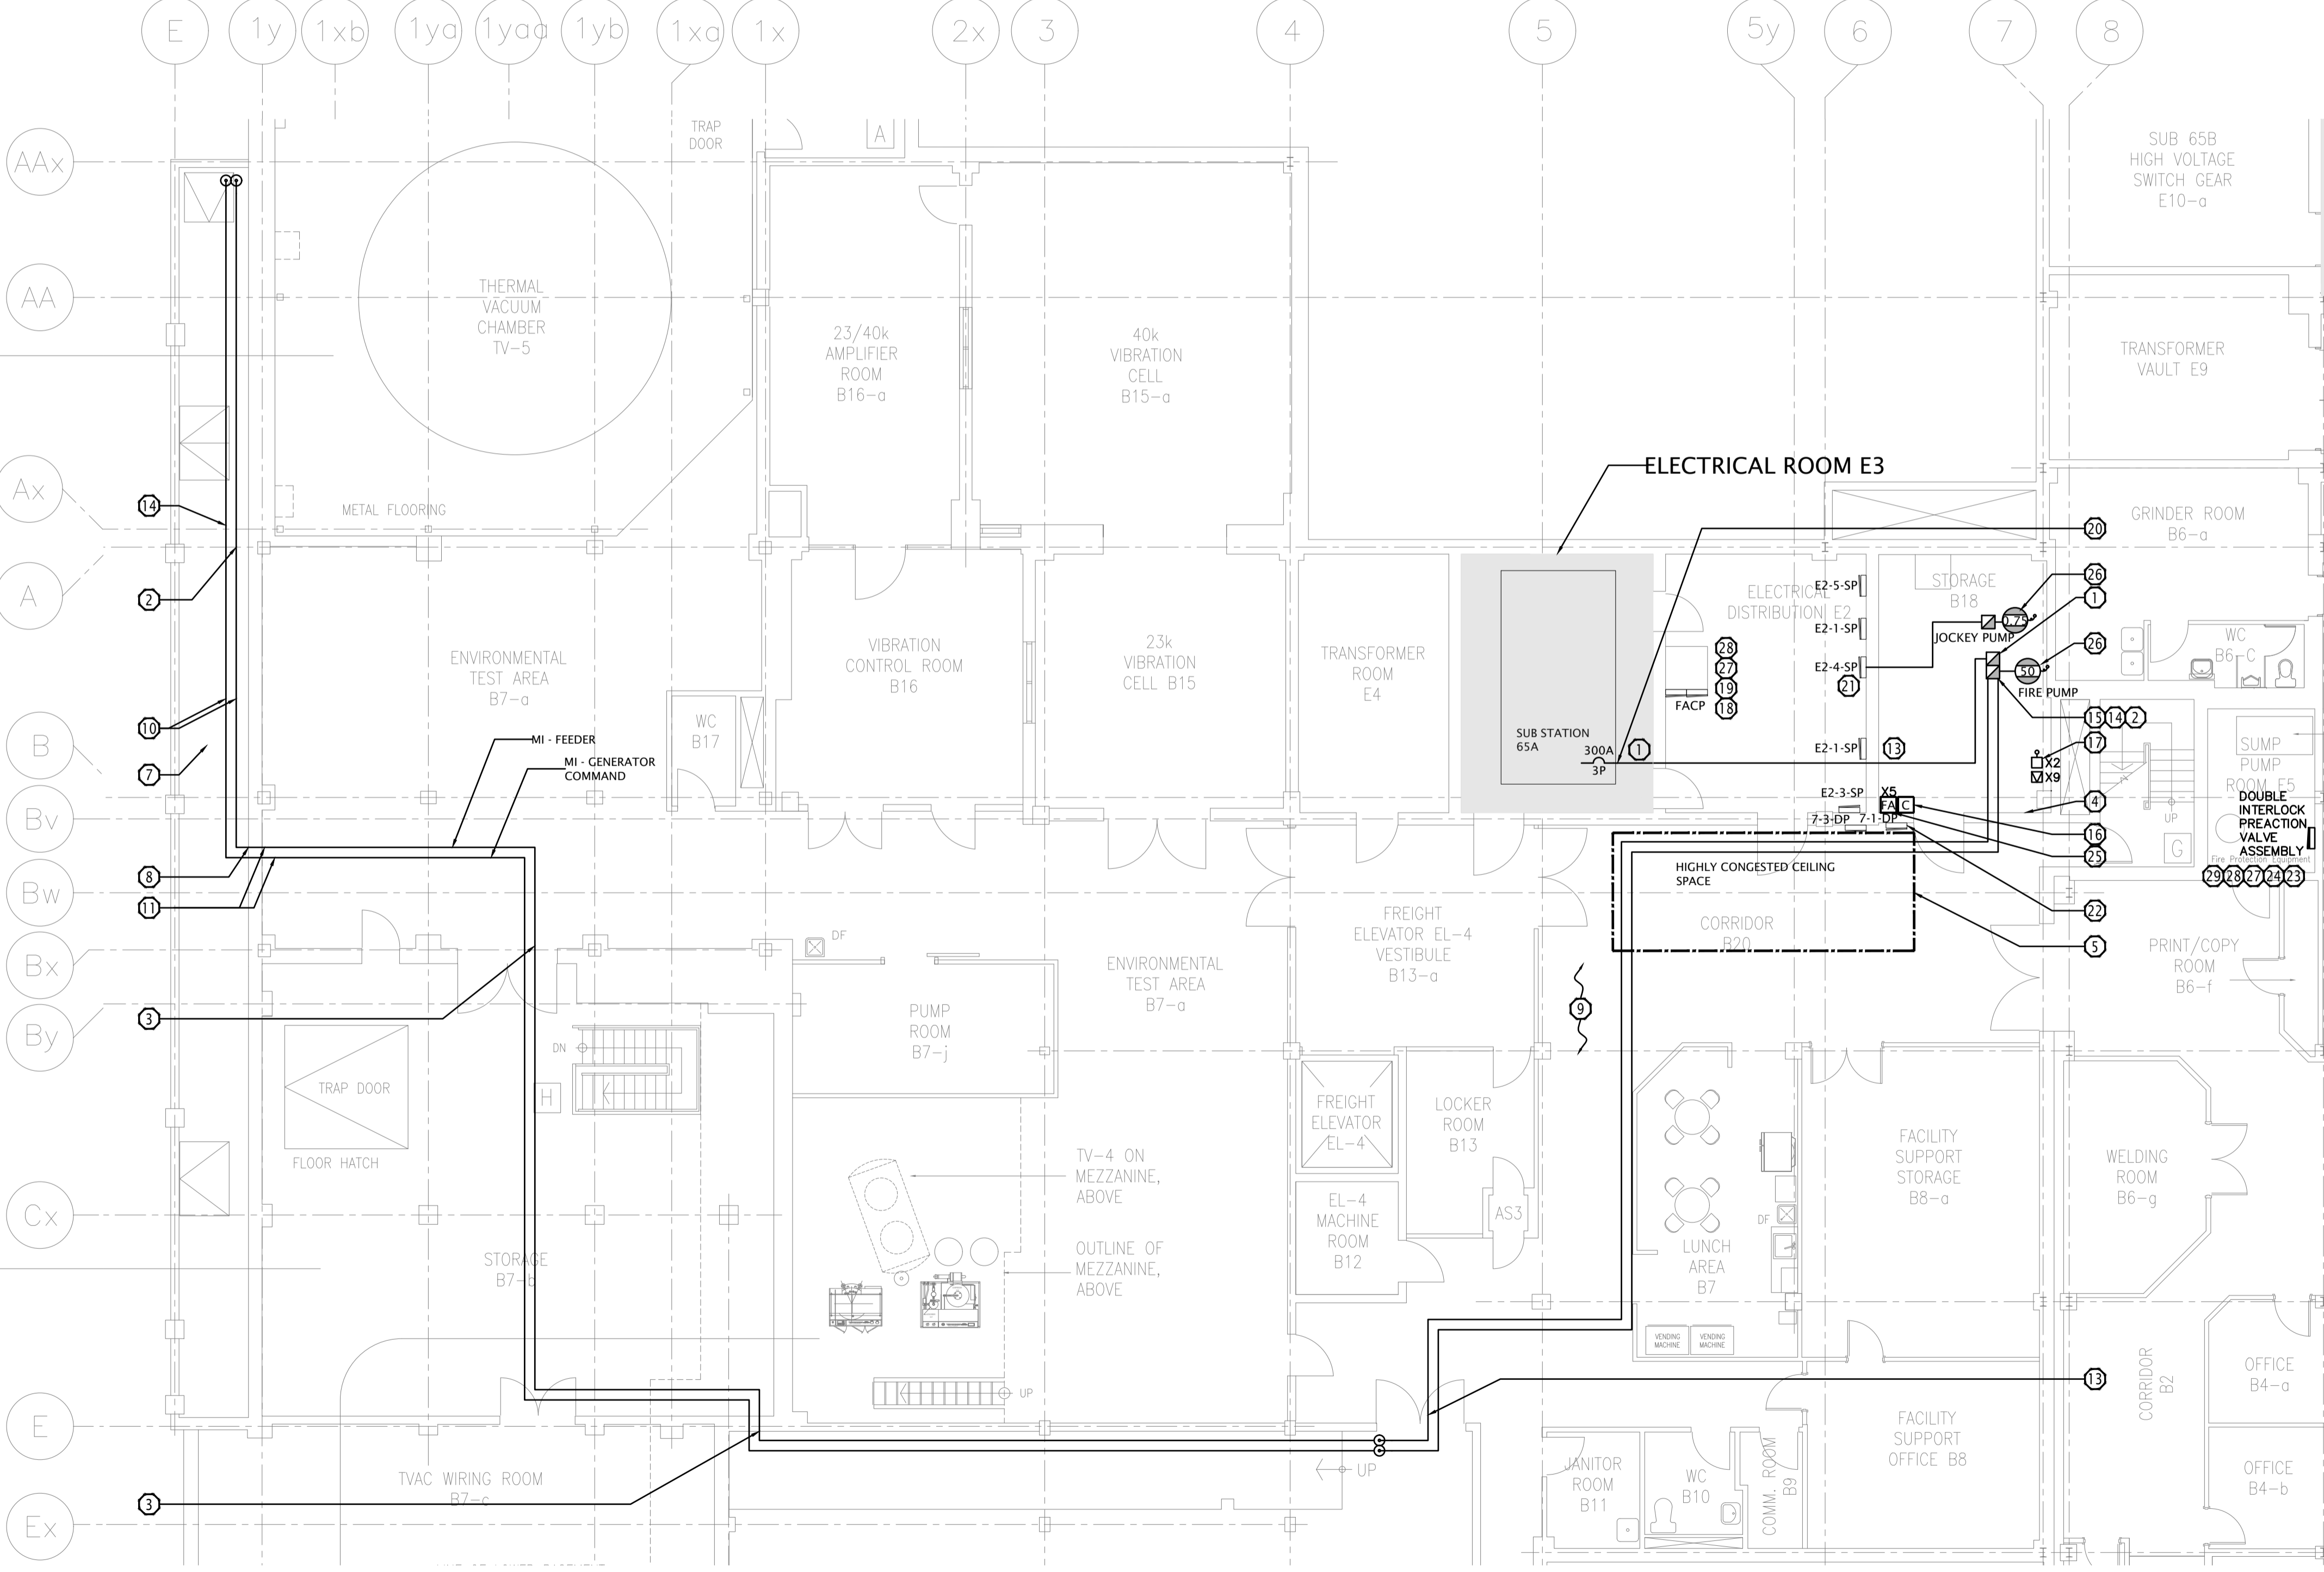 E 1y 1xb 1ya 1yaa 1yb 1xa 1x 2x 3 4 5 5y 6 7 8
AAx
AA
Ax
A
B
Bv
Bw
Bx
By
Cx
E
Ex
TRAP
DOOR
A
THERMAL
VACUUM
CHAMBER
TV-5
METAL FLOORING
23/40k
AMPLIFIER
ROOM
B16-a
40k
VIBRATION
CELL
B15-a
SUB 65B
HIGH VOLTAGE
SWITCH GEAR
E10-a
TRANSFORMER
VAULT E9
ELECTRICAL ROOM E3
GRINDER ROOM
B6-a
14
2
10
7
8
11
3
3
ENVIRONMENTAL
TEST AREA
B7-a
MI - FEEDER
MI - GENERATOR
COMMAND
WC
B17
VIBRATION
CONTROL ROOM
B16
23k
VIBRATION
CELL B15
TRANSFORMER
ROOM
E4
SUB STATION
65A
300A
3P
1
ELECTRICAL
DISTRIBUTION E2
28
27
19
18
FACP
E2-5-SP
E2-1-SP
E2-4-SP
21
E2-1-SP
13
E2-3-SP
7-3-DP
7-1-DP
X5
FA C
STORAGE
B18
0.75
JOCKEY PUMP
50
FIRE PUMP
20
26
1
26
15 14 2
17
X2
X9
4
16
25
22
5
13
WC
B6-C
UP
G
SUMP
PUMP
ROOM E5
DOUBLE
INTERLOCK
PREACTION
VALVE
ASSEMBLY
Fire Protection Equipment
29 28 27 24 23
HIGHLY CONGESTED CEILING
SPACE
CORRIDOR
B20
9
PRINT/COPY
ROOM
B6-f
DF
PUMP
ROOM
B7-j
ENVIRONMENTAL
TEST AREA
B7-a
FREIGHT
ELEVATOR EL-4
VESTIBULE
B13-a
DN
H
TRAP DOOR
FLOOR HATCH
STORAGE
B7-b
TV-4 ON
MEZZANINE,
ABOVE
OUTLINE OF
MEZZANINE,
ABOVE
UP
FREIGHT
ELEVATOR
EL-4
EL-4
MACHINE
ROOM
B12
LOCKER
ROOM
B13
AS3
DF
LUNCH
AREA
B7
VENDING
MACHINE
VENDING
MACHINE
FACILITY
SUPPORT
STORAGE
B8-a
WELDING
ROOM
B6-g
CORRIDOR
B2
OFFICE
B4-a
OFFICE
B4-b
FACILITY
SUPPORT
OFFICE B8
COMM. ROOM
B9
WC
B10
JANITOR
ROOM
B11
UP
TVAC WIRING ROOM
B7-c